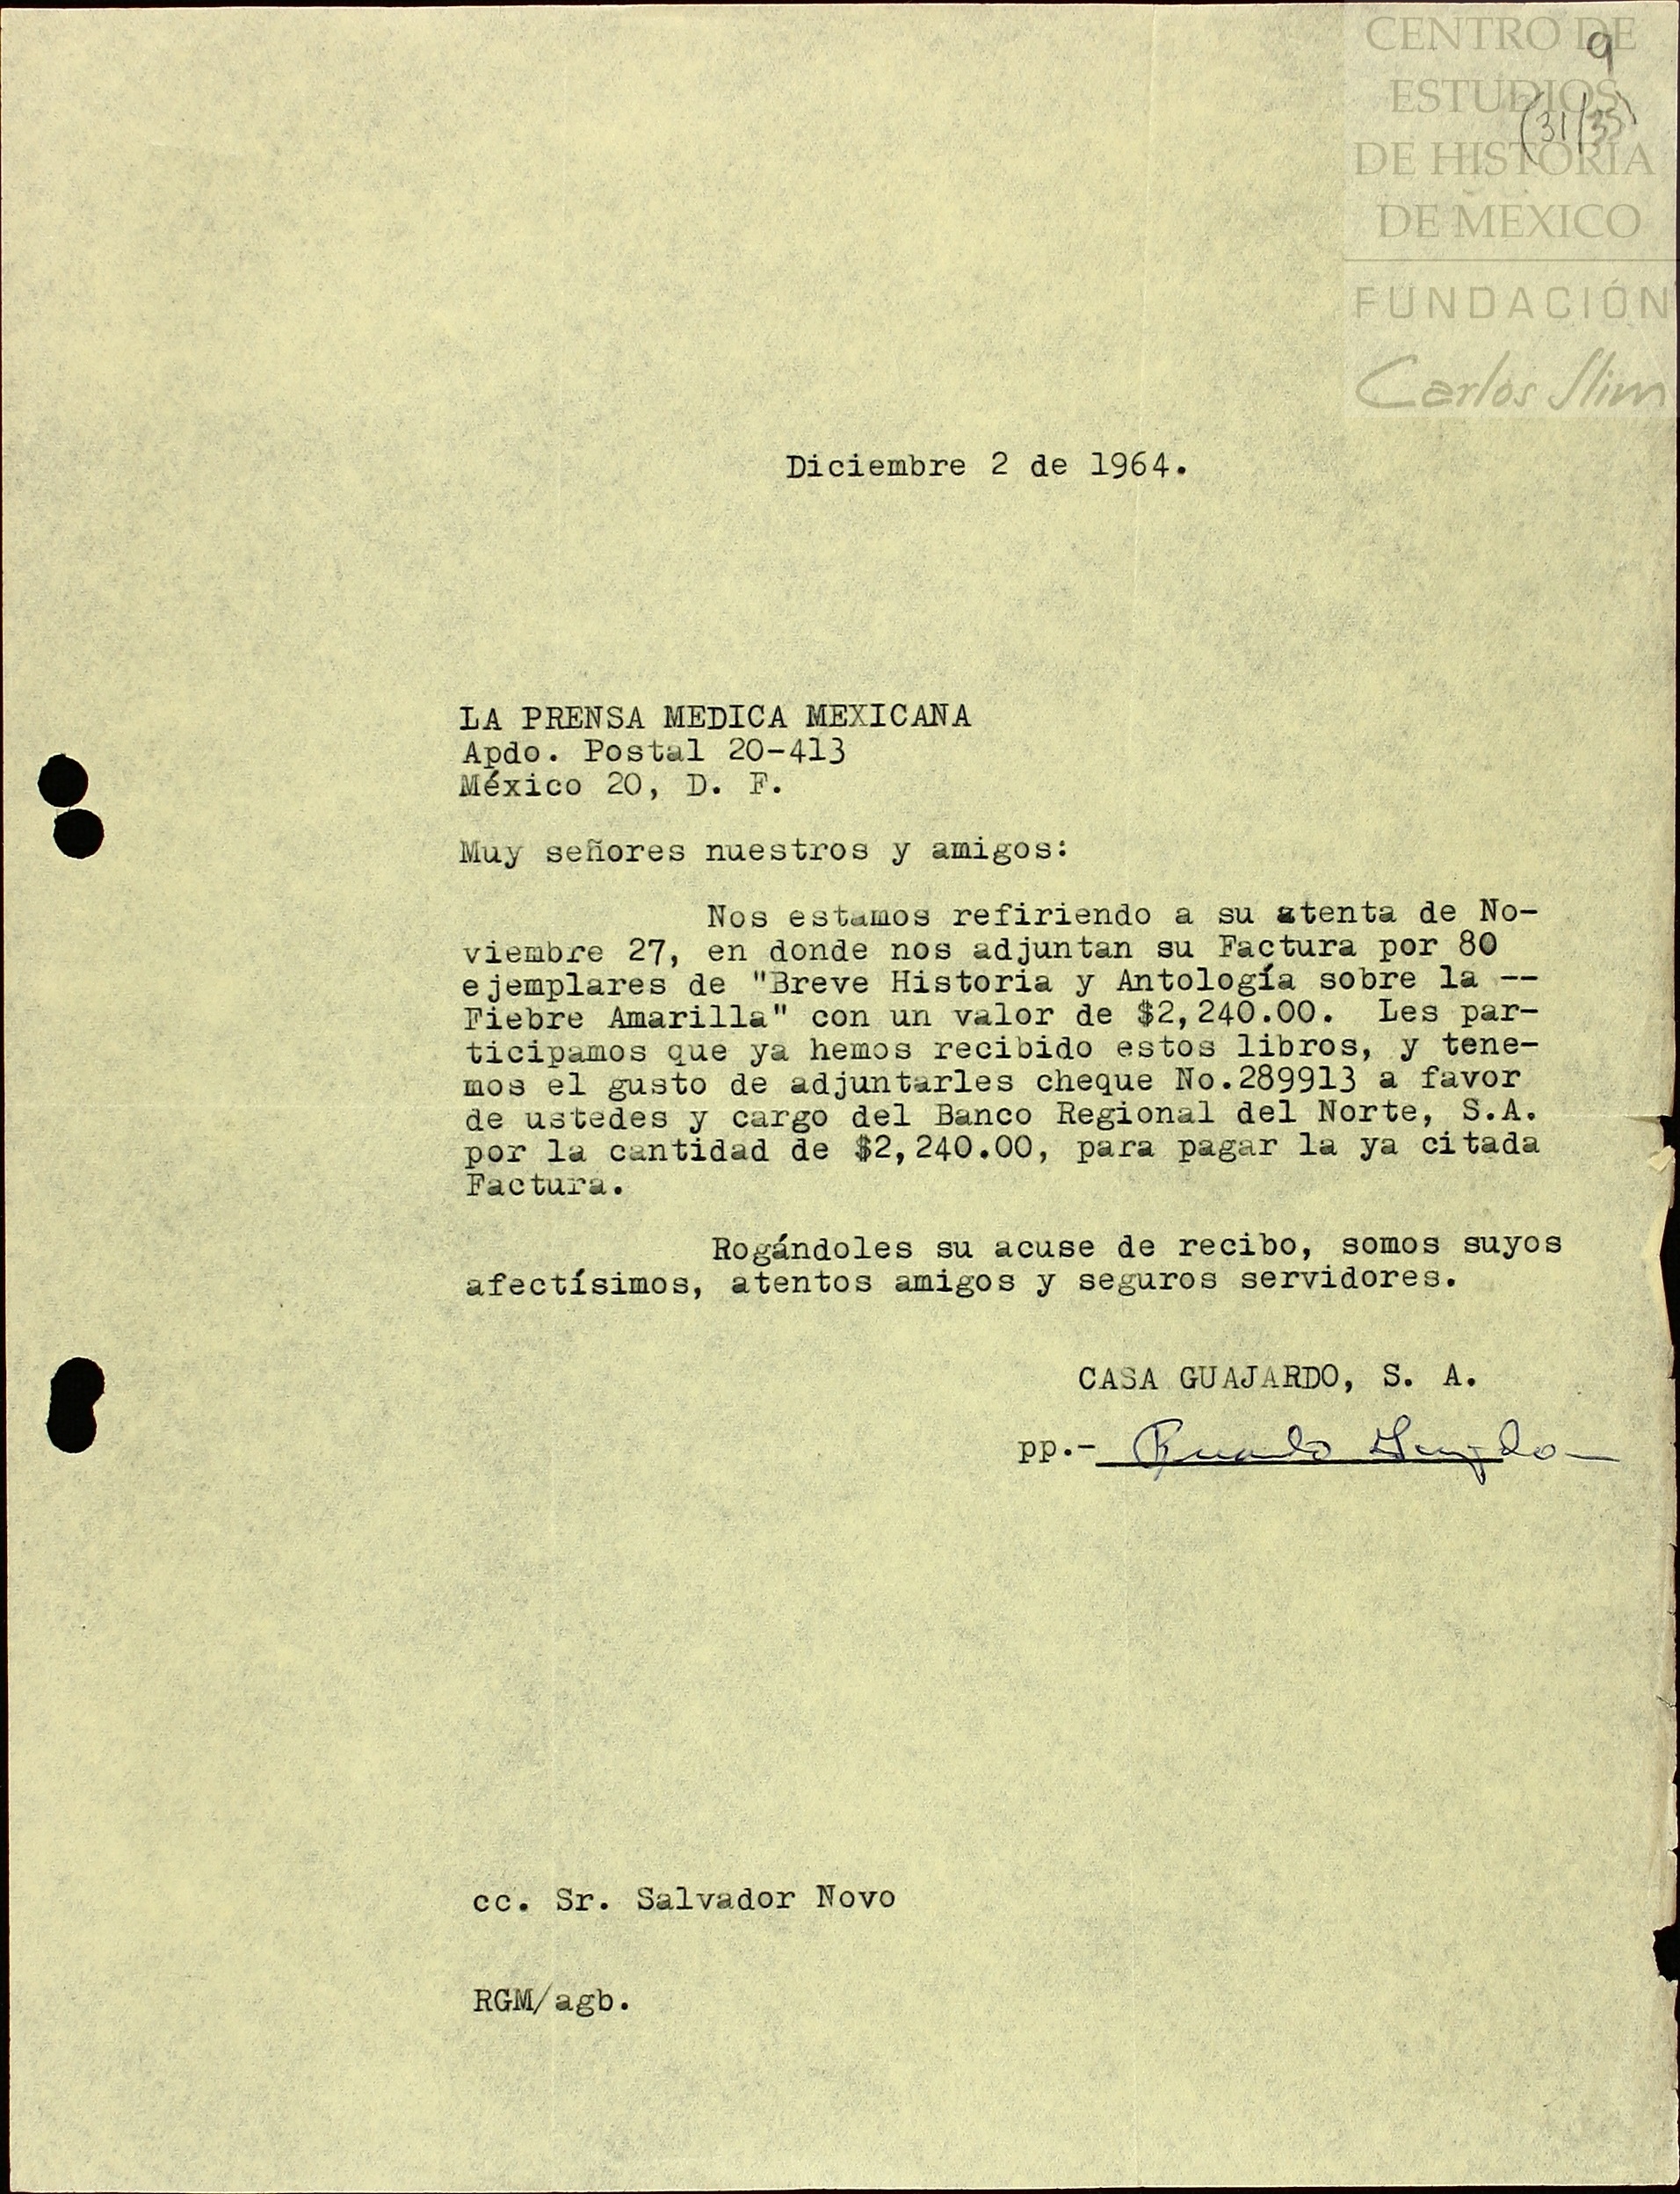 CENTRO DE
9
ESTUDIOS
(31/35)
DE HISTORIA
DE MEXICO
FUNDACIÓN
Carlos Slim
Diciembre 2 de 1964.
LA PRENSA MEDICA MEXICANA
Apdo. Postal 20-413
México 20, D. F.
Muy señores nuestros y amigos:
Nos estamos refiriendo a su atenta de No-
viembre 27, en donde nos adjuntan su Factura por 80
ejemplares de "Breve Historia y Antología sobre la --
Fiebre Amarilla" con un valor de $2,240.00. Les par-
ticipamos que ya hemos recibido estos libros, y tene-
mos el gusto de adjuntarles cheque No.289913 a favor
de ustedes y cargo del Banco Regional del Norte, S.A.
por la cantidad de $2,240.00, para pagar la ya citada
Factura.
Rogándoles su acuse de recibo, somos suyos
afectísimos, atentos amigos y seguros servidores.
CASA GUAJARDO, S. A.
pp.-
cc. Sr. Salvador Novo
RGM/agb.